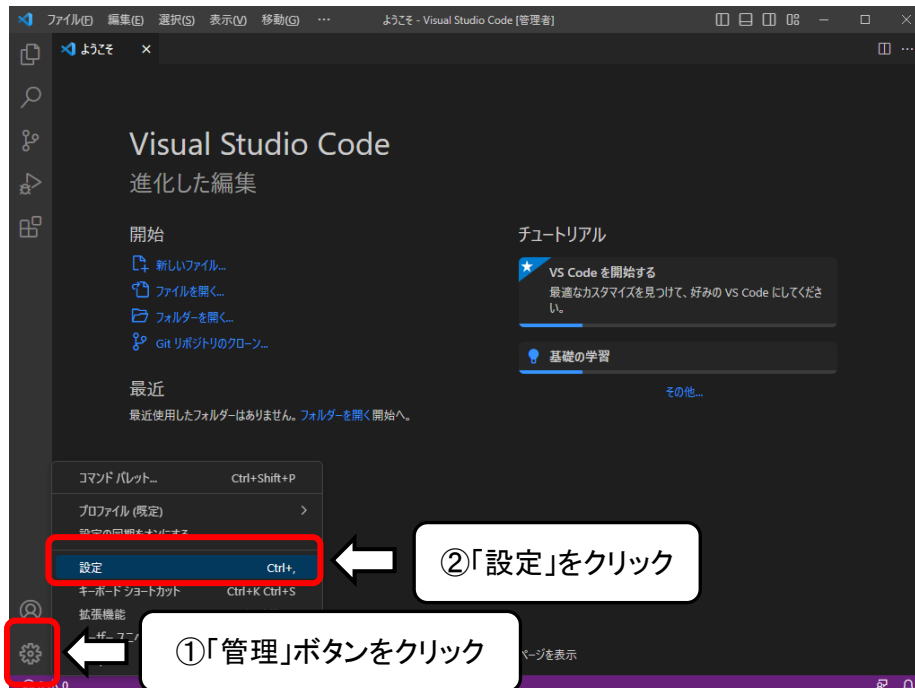 ファイル(F) 編集(E) 選択(S) 表示(V) 移動(G) … ようこそ - Visual Studio Code [管理者]
ようこそ
Visual Studio Code
進化した編集
開始
新しいファイル...
ファイルを開く...
フォルダーを開く...
Git リポジトリのクローン...
最近
最近使用したフォルダーはありません。フォルダーを開く開始へ。
チュートリアル
VS Code を開始する
最適なカスタマイズを見つけて、好みの VS Code にしてくださ
い。
基礎の学習
その他...
コマンド パレット... Ctrl+Shift+P
プロファイル (既定)
設定の同期をオンにする
設定 Ctrl+,
キーボード ショートカット Ctrl+K Ctrl+S
拡張機能
②「設定」をクリック
①「管理」ボタンをクリック
ページを表示